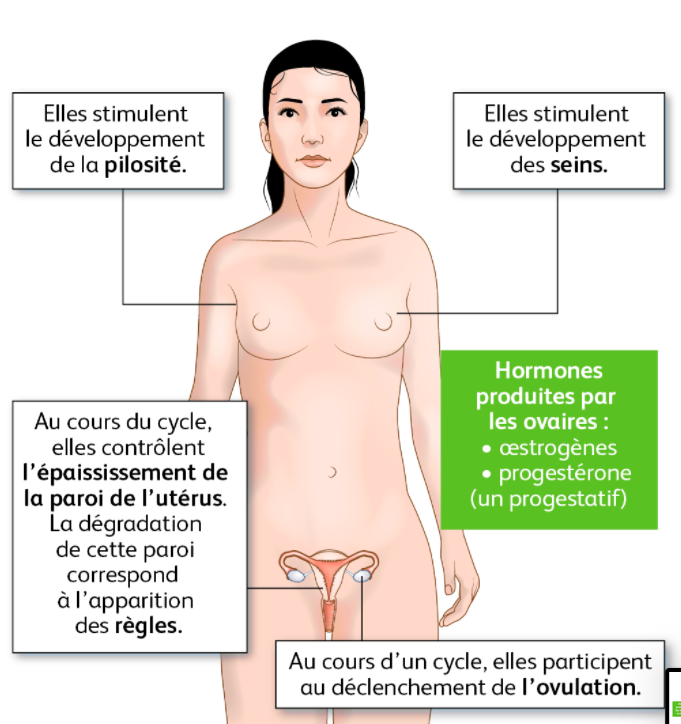 Elles stimulent
le développement
de la pilosité.
Elles stimulent
le développement
des seins.
Hormones
produites par
les ovaires :
• œstrogènes
• progestérone
(un progestatif)
Au cours du cycle,
elles contrôlent
l'épaississement de
la paroi de l'utérus.
La dégradation
de cette paroi
correspond
à l'apparition
des règles.
Au cours d'un cycle, elles participent
au déclenchement de l'ovulation.